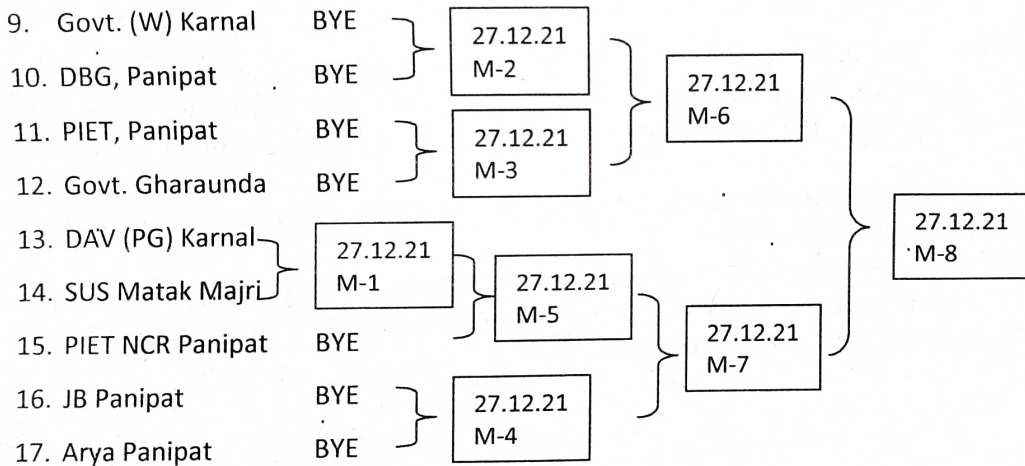 9. Govt. (W) Karnal BYE
27.12.21
M-2
10. DBG, Panipat BYE
27.12.21
M-6
11. PIET, Panipat BYE
27.12.21
M-3
12. Govt. Gharaunda BYE
13. DAV (PG) Karnal
27.12.21
M-1
27.12.21
M-8
14. SUS Matak Majri
27.12.21
M-5
15. PIET NCR Panipat BYE
27.12.21
M-7
16. JB Panipat BYE
27.12.21
M-4
17. Arya Panipat BYE